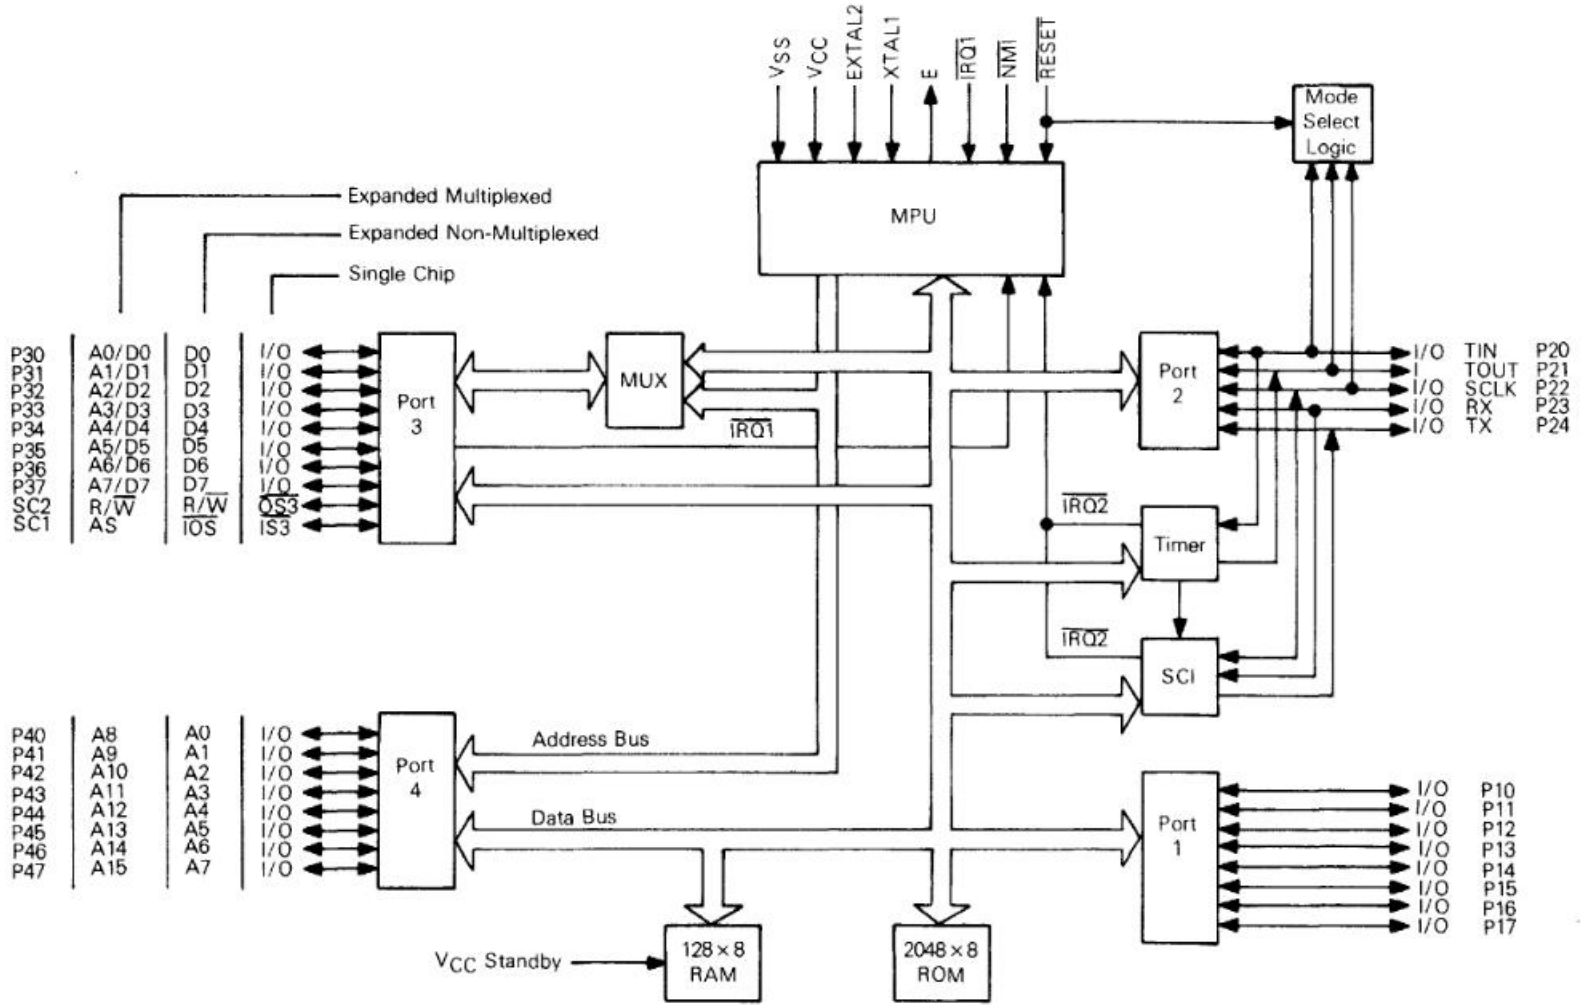 VSS VCC EXTAL2 XTAL1 E IRQ1 NMI RESET
Mode
Select
Logic
MPU
Expanded Multiplexed
Expanded Non-Multiplexed
Single Chip
P30 A0/D0 D0 I/O
P31 A1/D1 D1 I/O
P32 A2/D2 D2 I/O
P33 A3/D3 D3 I/O
P34 A4/D4 D4 I/O
P35 A5/D5 D5 I/O
P36 A6/D6 D6 I/O
P37 A7/D7 D7 I/O
SC2 R/W R/W OS3
SC1 AS IOS IS3
Port
3
MUX
IRQ1
Port
2
I/O TIN P20
I TOUT P21
I/O SCLK P22
I/O RX P23
I/O TX P24
IRQ2
Timer
IRQ2
SCI
P40 A8 A0 I/O
P41 A9 A1 I/O
P42 A10 A2 I/O
P43 A11 A3 I/O
P44 A12 A4 I/O
P45 A13 A5 I/O
P46 A14 A6 I/O
P47 A15 A7 I/O
Port
4
Address Bus
Data Bus
Port
1
I/O P10
I/O P11
I/O P12
I/O P13
I/O P14
I/O P15
I/O P16
I/O P17
VCC Standby
128×8
RAM
2048×8
ROM